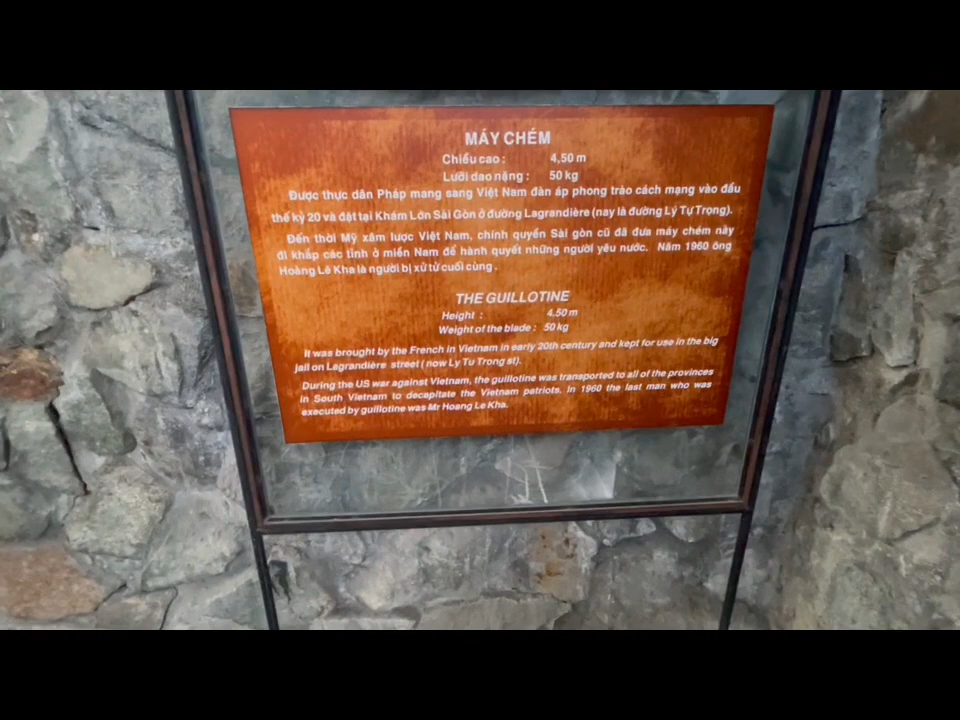 MÁY CHÉM
Chiều cao : 4,50 m
Lưỡi dao nặng : 50 kg
Được thực dân Pháp mang sang Việt Nam đàn áp phong trào cách mạng vào đầu
thế kỷ 20 và đặt tại Khám Lớn Sài Gòn ở đường Lagrandière (nay là đường Lý Tự Trọng).
Đến thời Mỹ xâm lược Việt Nam, chính quyền Sài gòn cũ đã đưa máy chém này
đi khắp các tỉnh ở miền Nam để hành quyết những người yêu nước. Năm 1960 ông
Hoàng Lê Kha là người bị xử tử cuối cùng .
THE GUILLOTINE
Height : 4.50 m
Weight of the blade : 50 kg
It was brought by the French in Vietnam in early 20th century and kept for use in the big
jail on Lagrandière street ( now Ly Tu Trong st).
During the US war against Vietnam, the guillotine was transported to all of the provinces
in South Vietnam to decapitate the Vietnam patriots. In 1960 the last man who was
executed by guillotine was Mr Hoang Le Kha.